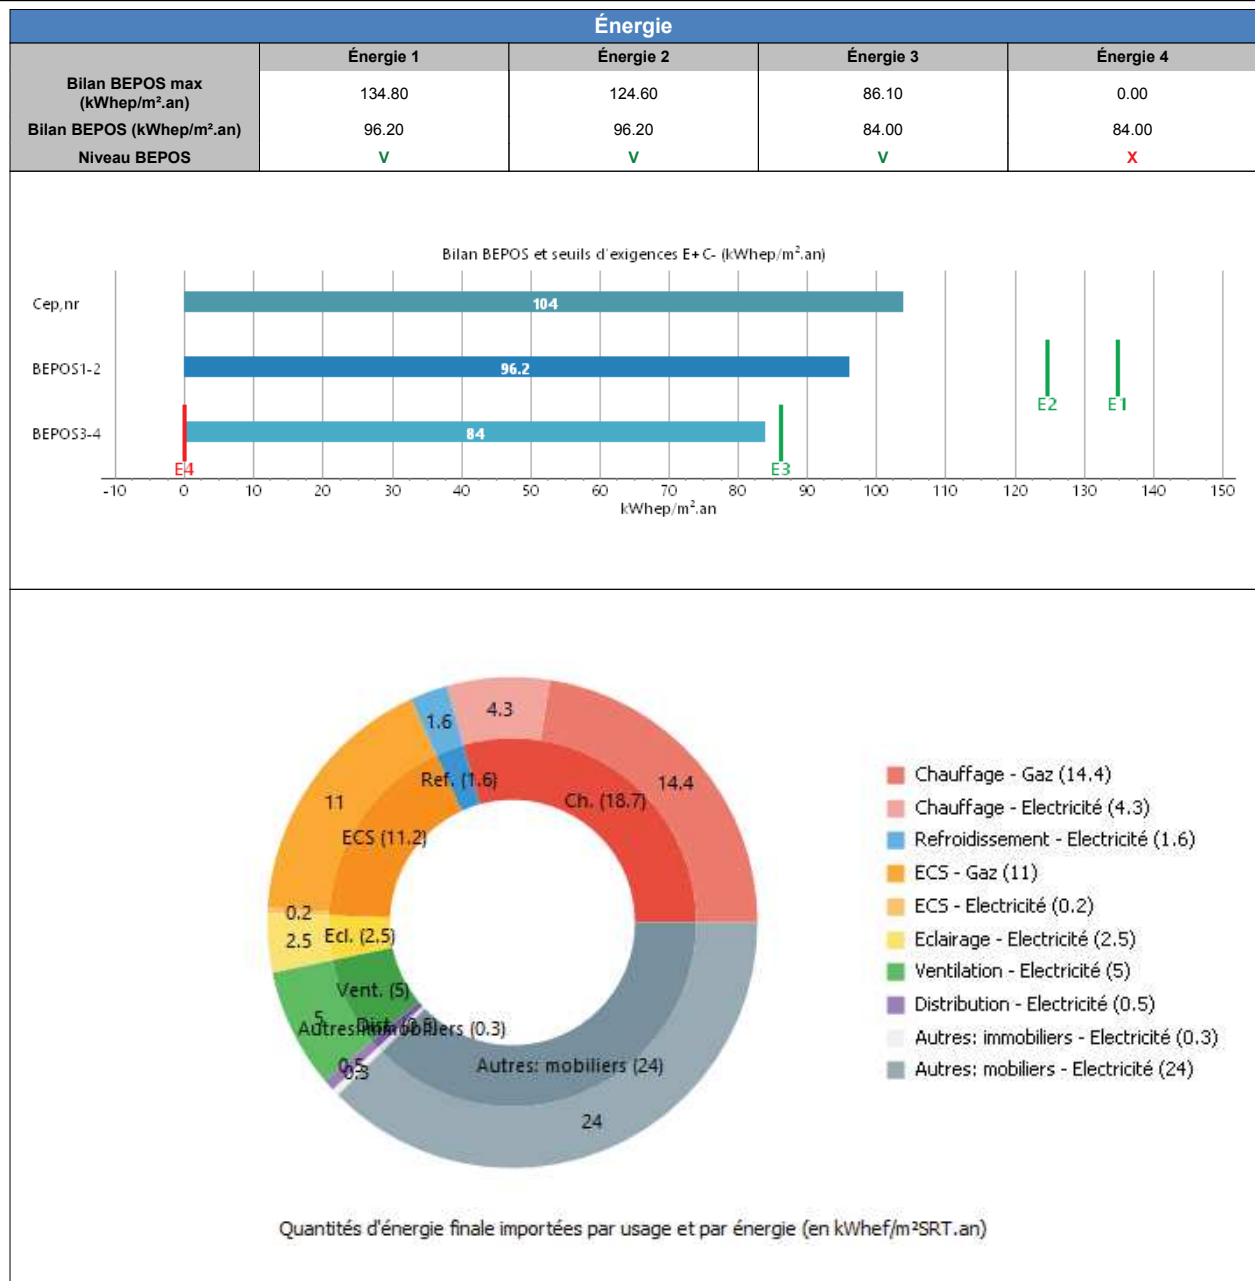 Énergie
Énergie 1 Énergie 2 Énergie 3 Énergie 4
Bilan BEPOS max
(kWhep/m².an) 134.80 124.60 86.10 0.00
Bilan BEPOS (kWhep/m².an) 96.20 96.20 84.00 84.00
Niveau BEPOS V V V X
Bilan BEPOS et seuils d'exigences E+C- (kWhep/m².an)
Cep,nr 104
BEPOS1-2 96.2
E2 E1
BEPOS3-4 84
E4 E3
-10 0 10 20 30 40 50 60 70 80 90 100 110 120 130 140 150
kWhep/m².an
1.6 4.3
Ref. (1.6) 14.4
11 Ch. (18.7)
ECS (11.2)
0.2
2.5 Ecl. (2.5)
Vent. (5)
5 Autres: immobiliers (0.3)
Dist. (0.5)
0.5
0.3
Autres: mobiliers (24)
24
Chauffage - Gaz (14.4)
Chauffage - Electricité (4.3)
Refroidissement - Electricité (1.6)
ECS - Gaz (11)
ECS - Electricité (0.2)
Eclairage - Electricité (2.5)
Ventilation - Electricité (5)
Distribution - Electricité (0.5)
Autres: immobiliers - Electricité (0.3)
Autres: mobiliers - Electricité (24)
Quantités d'énergie finale importées par usage et par énergie (en kWhef/m²SRT.an)